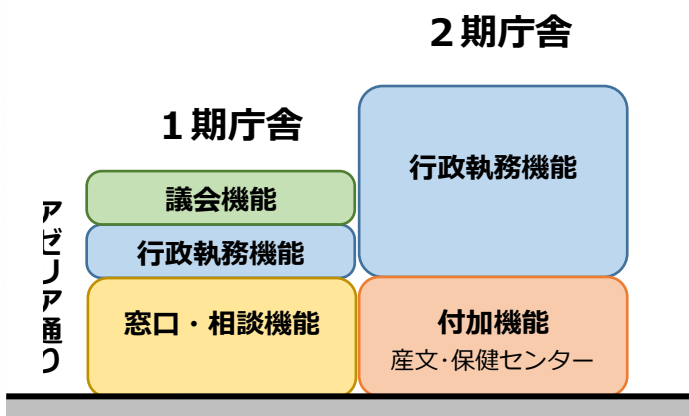 ２期庁舎
１期庁舎
行政執務機能
議会機能
行政執務機能
アゼリア通り
窓口・相談機能
付加機能
産文･保健センター